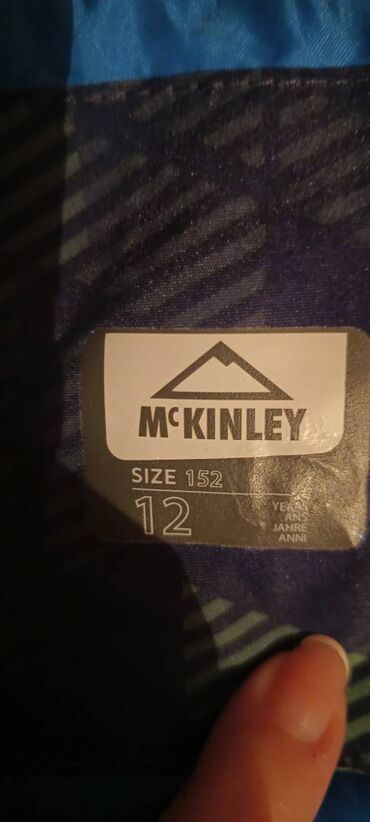 McKINLEY
SIZE 152
12
YEARS
ANS
JAHRE
ANNI